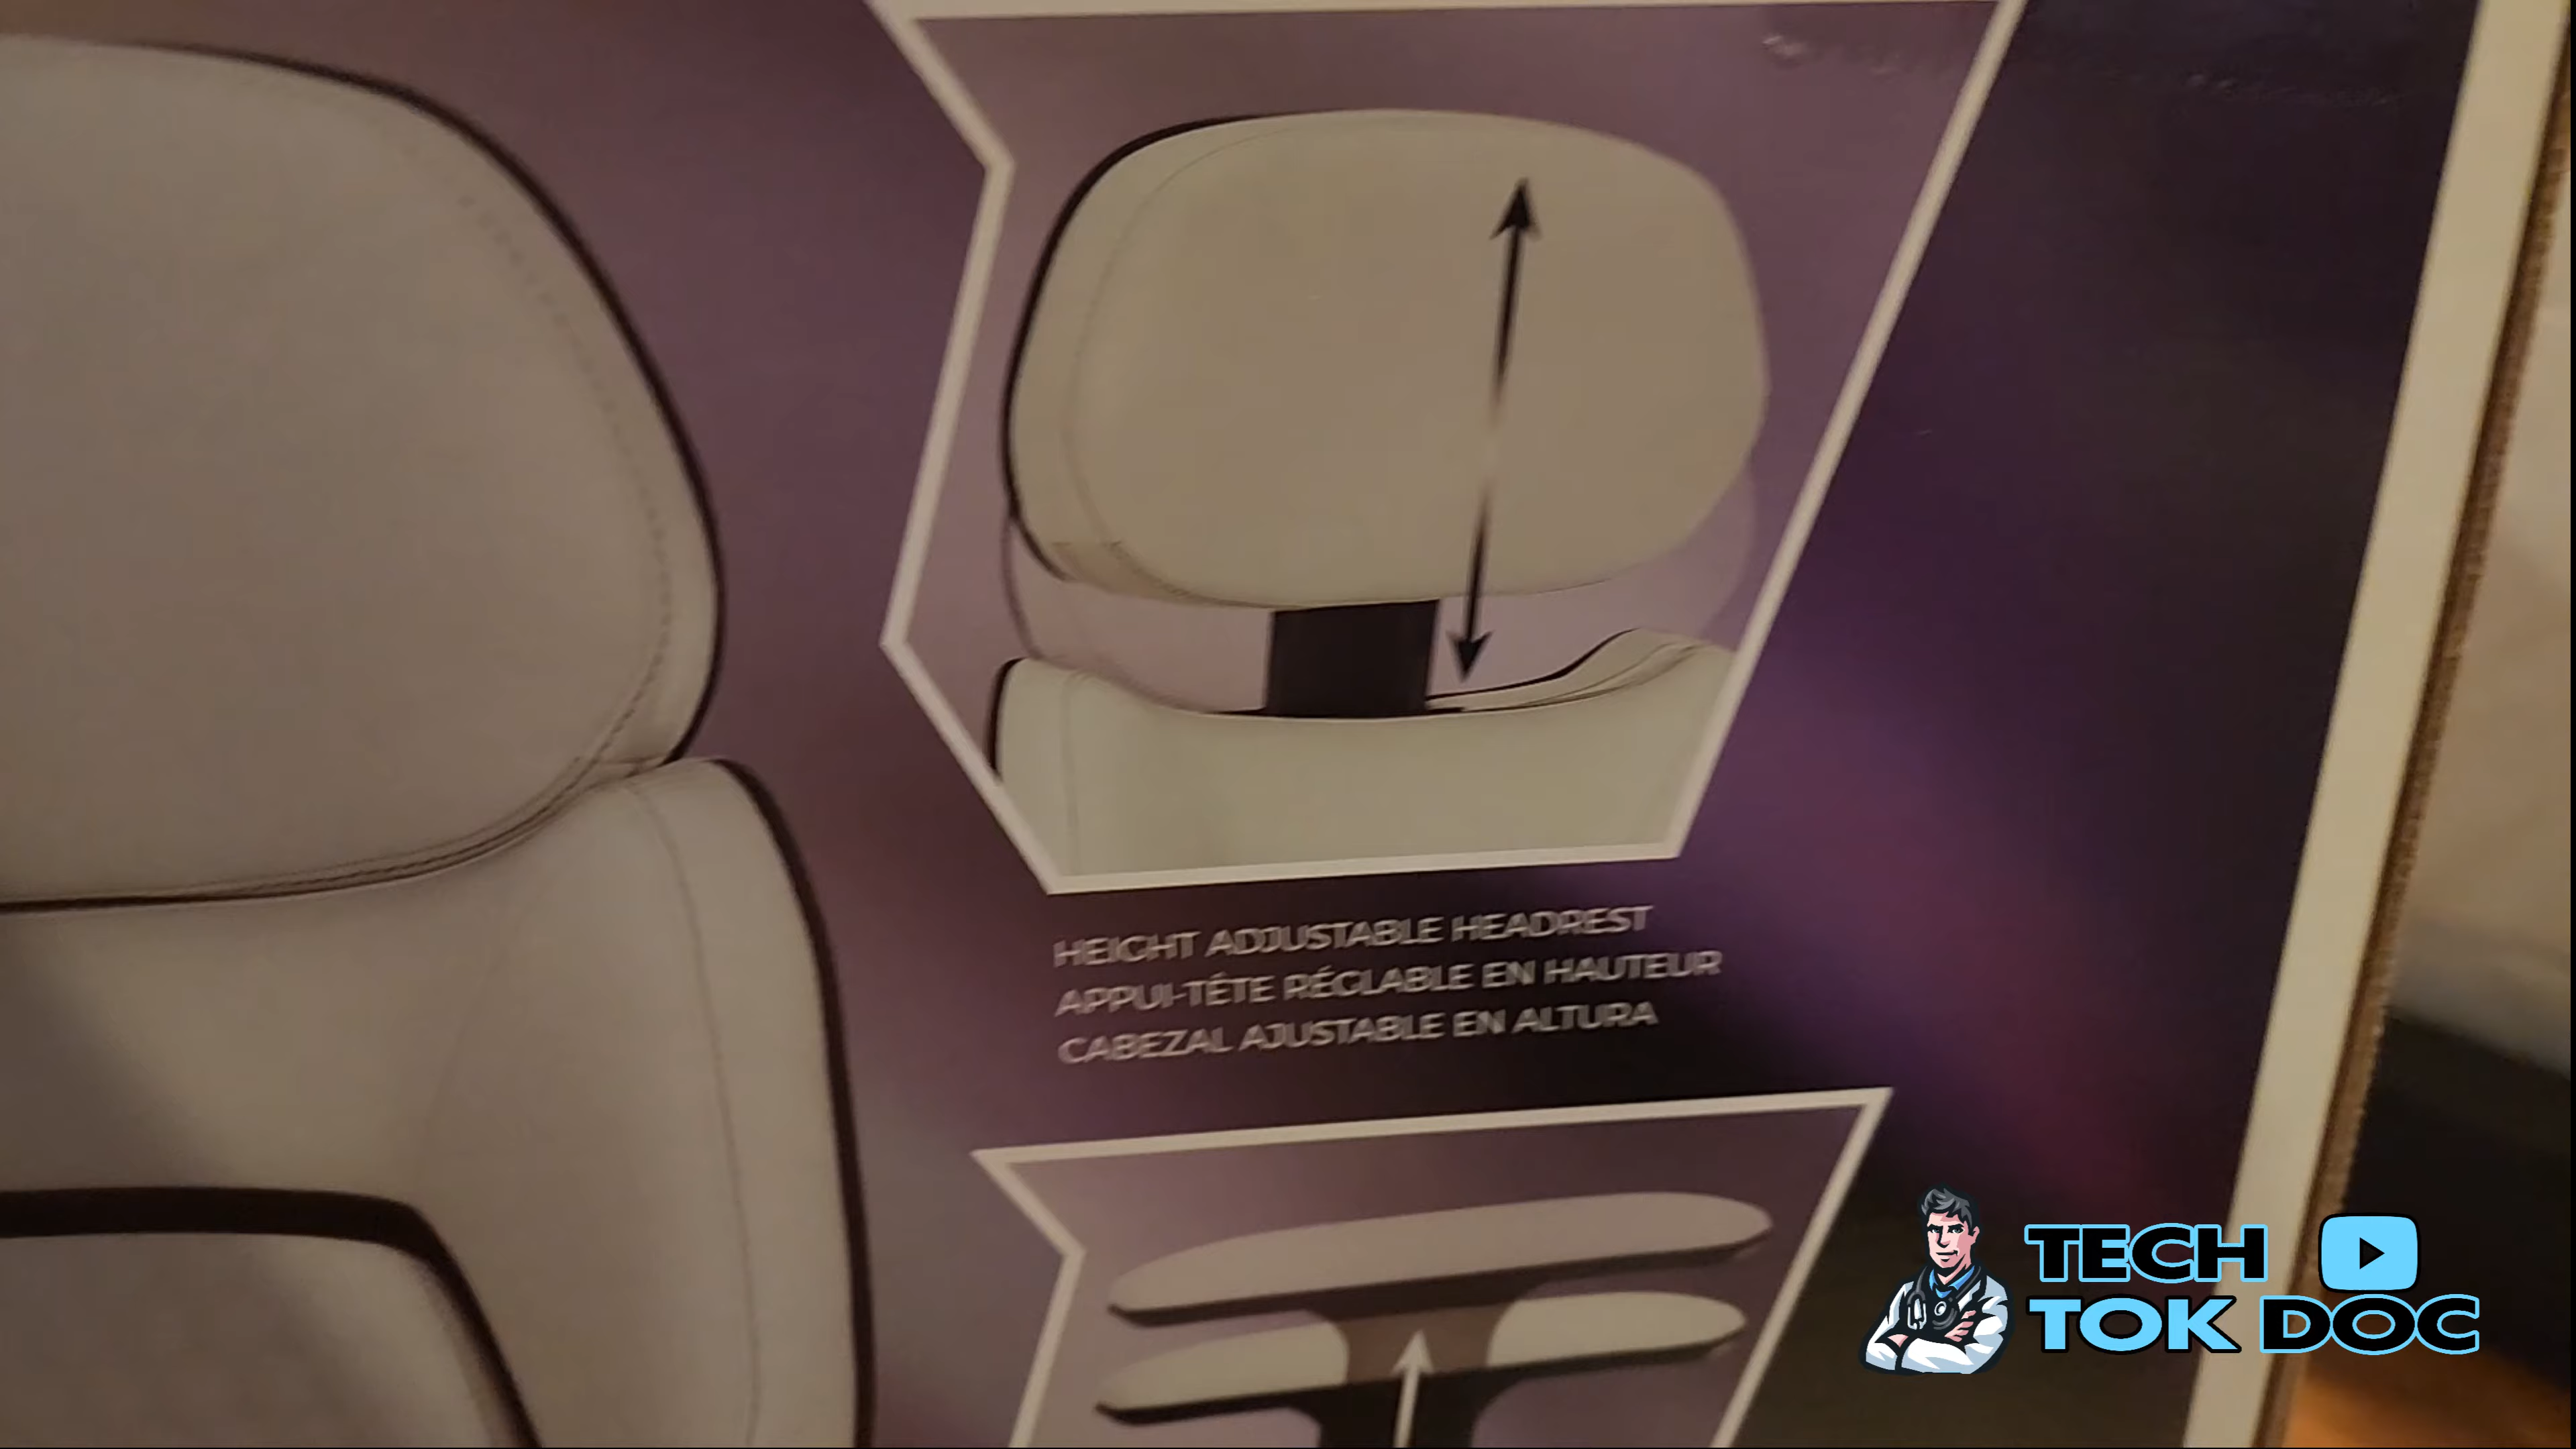 HEIGHT ADJUSTABLE HEADREST
APPUI-TÊTE RÉGLABLE EN HAUTEUR
CABEZAL AJUSTABLE EN ALTURA
TECH
TOK DOC